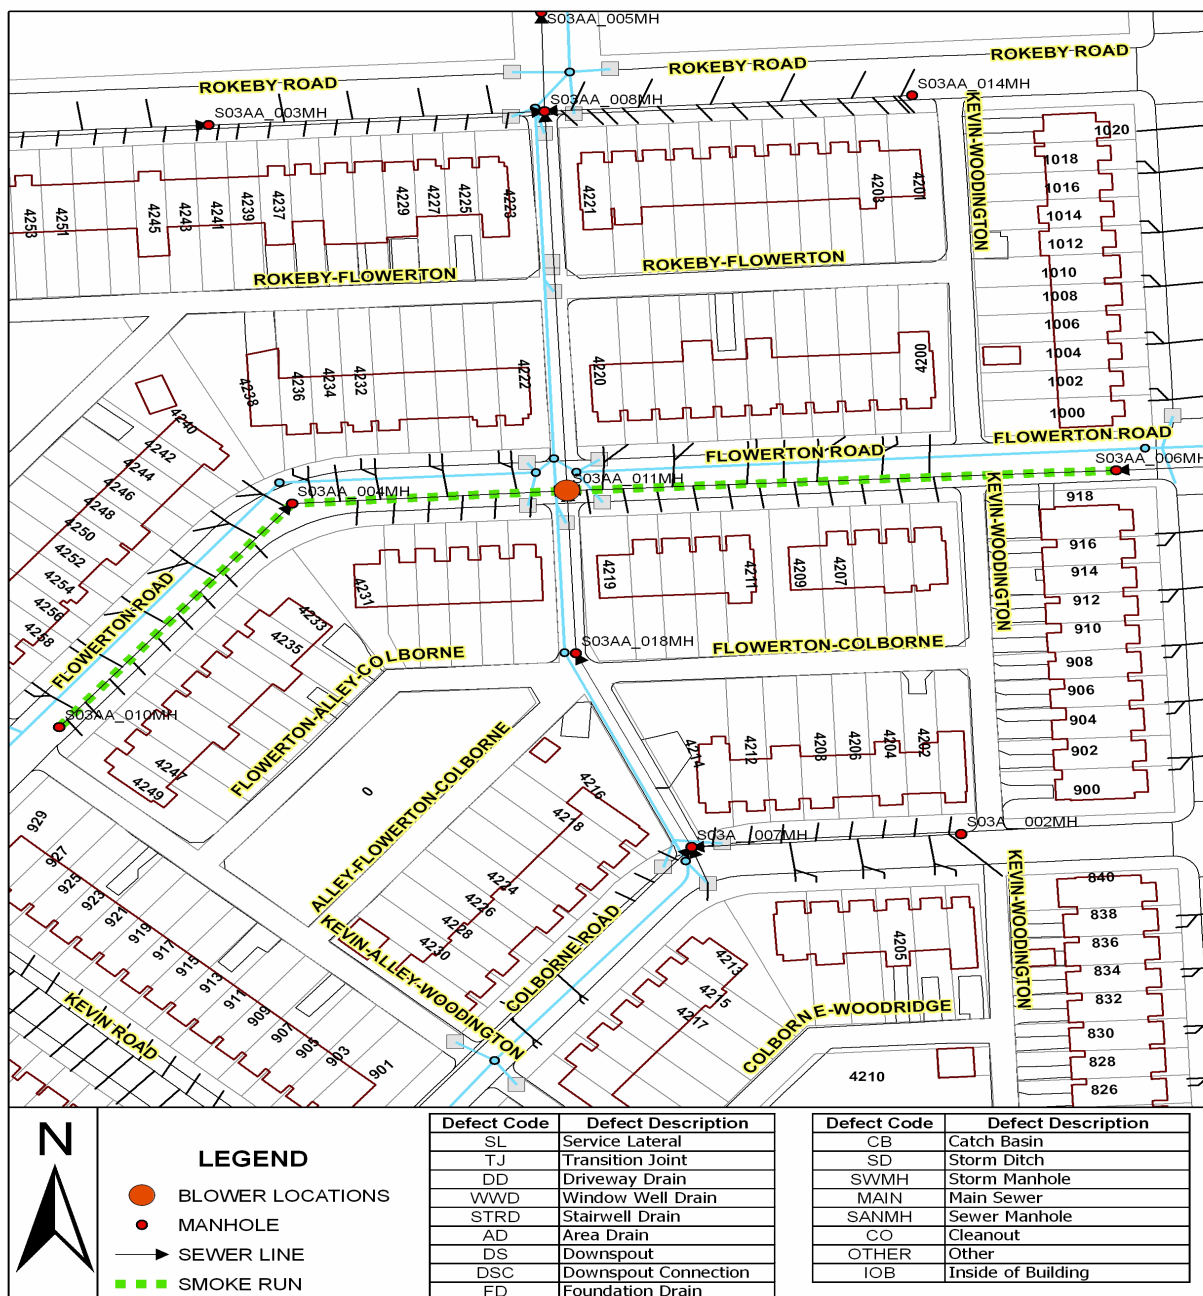 S03AA_005MH
ROKEBY ROAD
ROKEBY ROAD
ROKEBY ROAD
S03AA_003MH
S03AA_008MH
S03AA_014MH
KEVIN-WOODINGTON
4253
4251
4245
4243
4241
4239
4237
4229
4227
4225
4223
4221
4203
4201
1020
1018
1016
1014
1012
1010
1008
1006
1004
1002
1000
ROKEBY-FLOWERTON
ROKEBY-FLOWERTON
4238
4236
4234
4232
4222
4220
4200
FLOWERTON ROAD
FLOWERTON ROAD
S03AA_004MH
S03AA_011MH
S03AA_006MH
4240
4242
4244
4246
4248
4250
4252
4254
4256
4258
FLOWERTON ROAD
4231
4219
4211
4209
4207
KEVIN-WOODINGTON
918
916
914
912
910
908
906
904
902
900
4233
4235
4247
4249
S03AA_010MH
S03AA_018MH
FLOWERTON-ALLEY-COLBORNE
FLOWERTON-COLBORNE
ALLEY-FLOWERTON-COLBORNE
0
4214
4212
4208
4206
4204
4202
S03A 007MH
S03A 002MH
4216
4218
4224
4226
4228
4230
KEVIN-ALLEY-WOODINGTON
COLBORNE ROAD
929
927
925
923
921
919
917
915
913
911
909
907
905
903
901
KEVIN ROAD
4213
4215
4217
4205
COLBORNE-WOODRIDGE
4210
KEVIN-WOODINGTON
840
838
836
834
832
830
828
826
N
LEGEND
BLOWER LOCATIONS
MANHOLE
SEWER LINE
SMOKE RUN
Defect Code Defect Description
SL Service Lateral
TJ Transition Joint
DD Driveway Drain
WWD Window Well Drain
STRD Stairwell Drain
AD Area Drain
DS Downspout
DSC Downspout Connection
FD Foundation Drain
Defect Code Defect Description
CB Catch Basin
SD Storm Ditch
SWMH Storm Manhole
MAIN Main Sewer
SANMH Sewer Manhole
CO Cleanout
OTHER Other
IOB Inside of Building